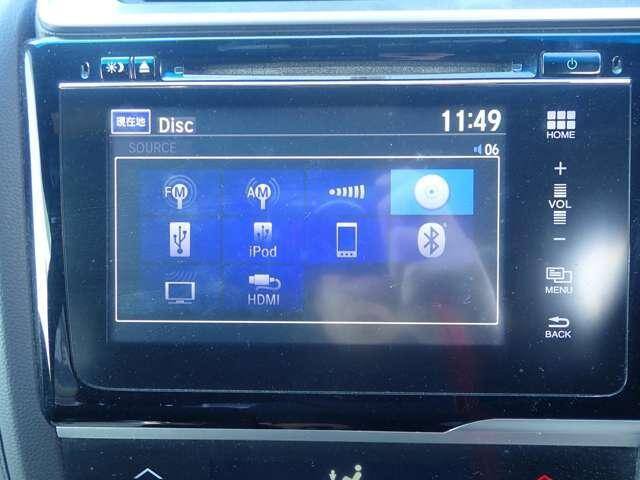 現在地 Disc 11:49
SOURCE 06
FM AM
iPod
HDMI
HOME
+
VOL
−
MENU
BACK